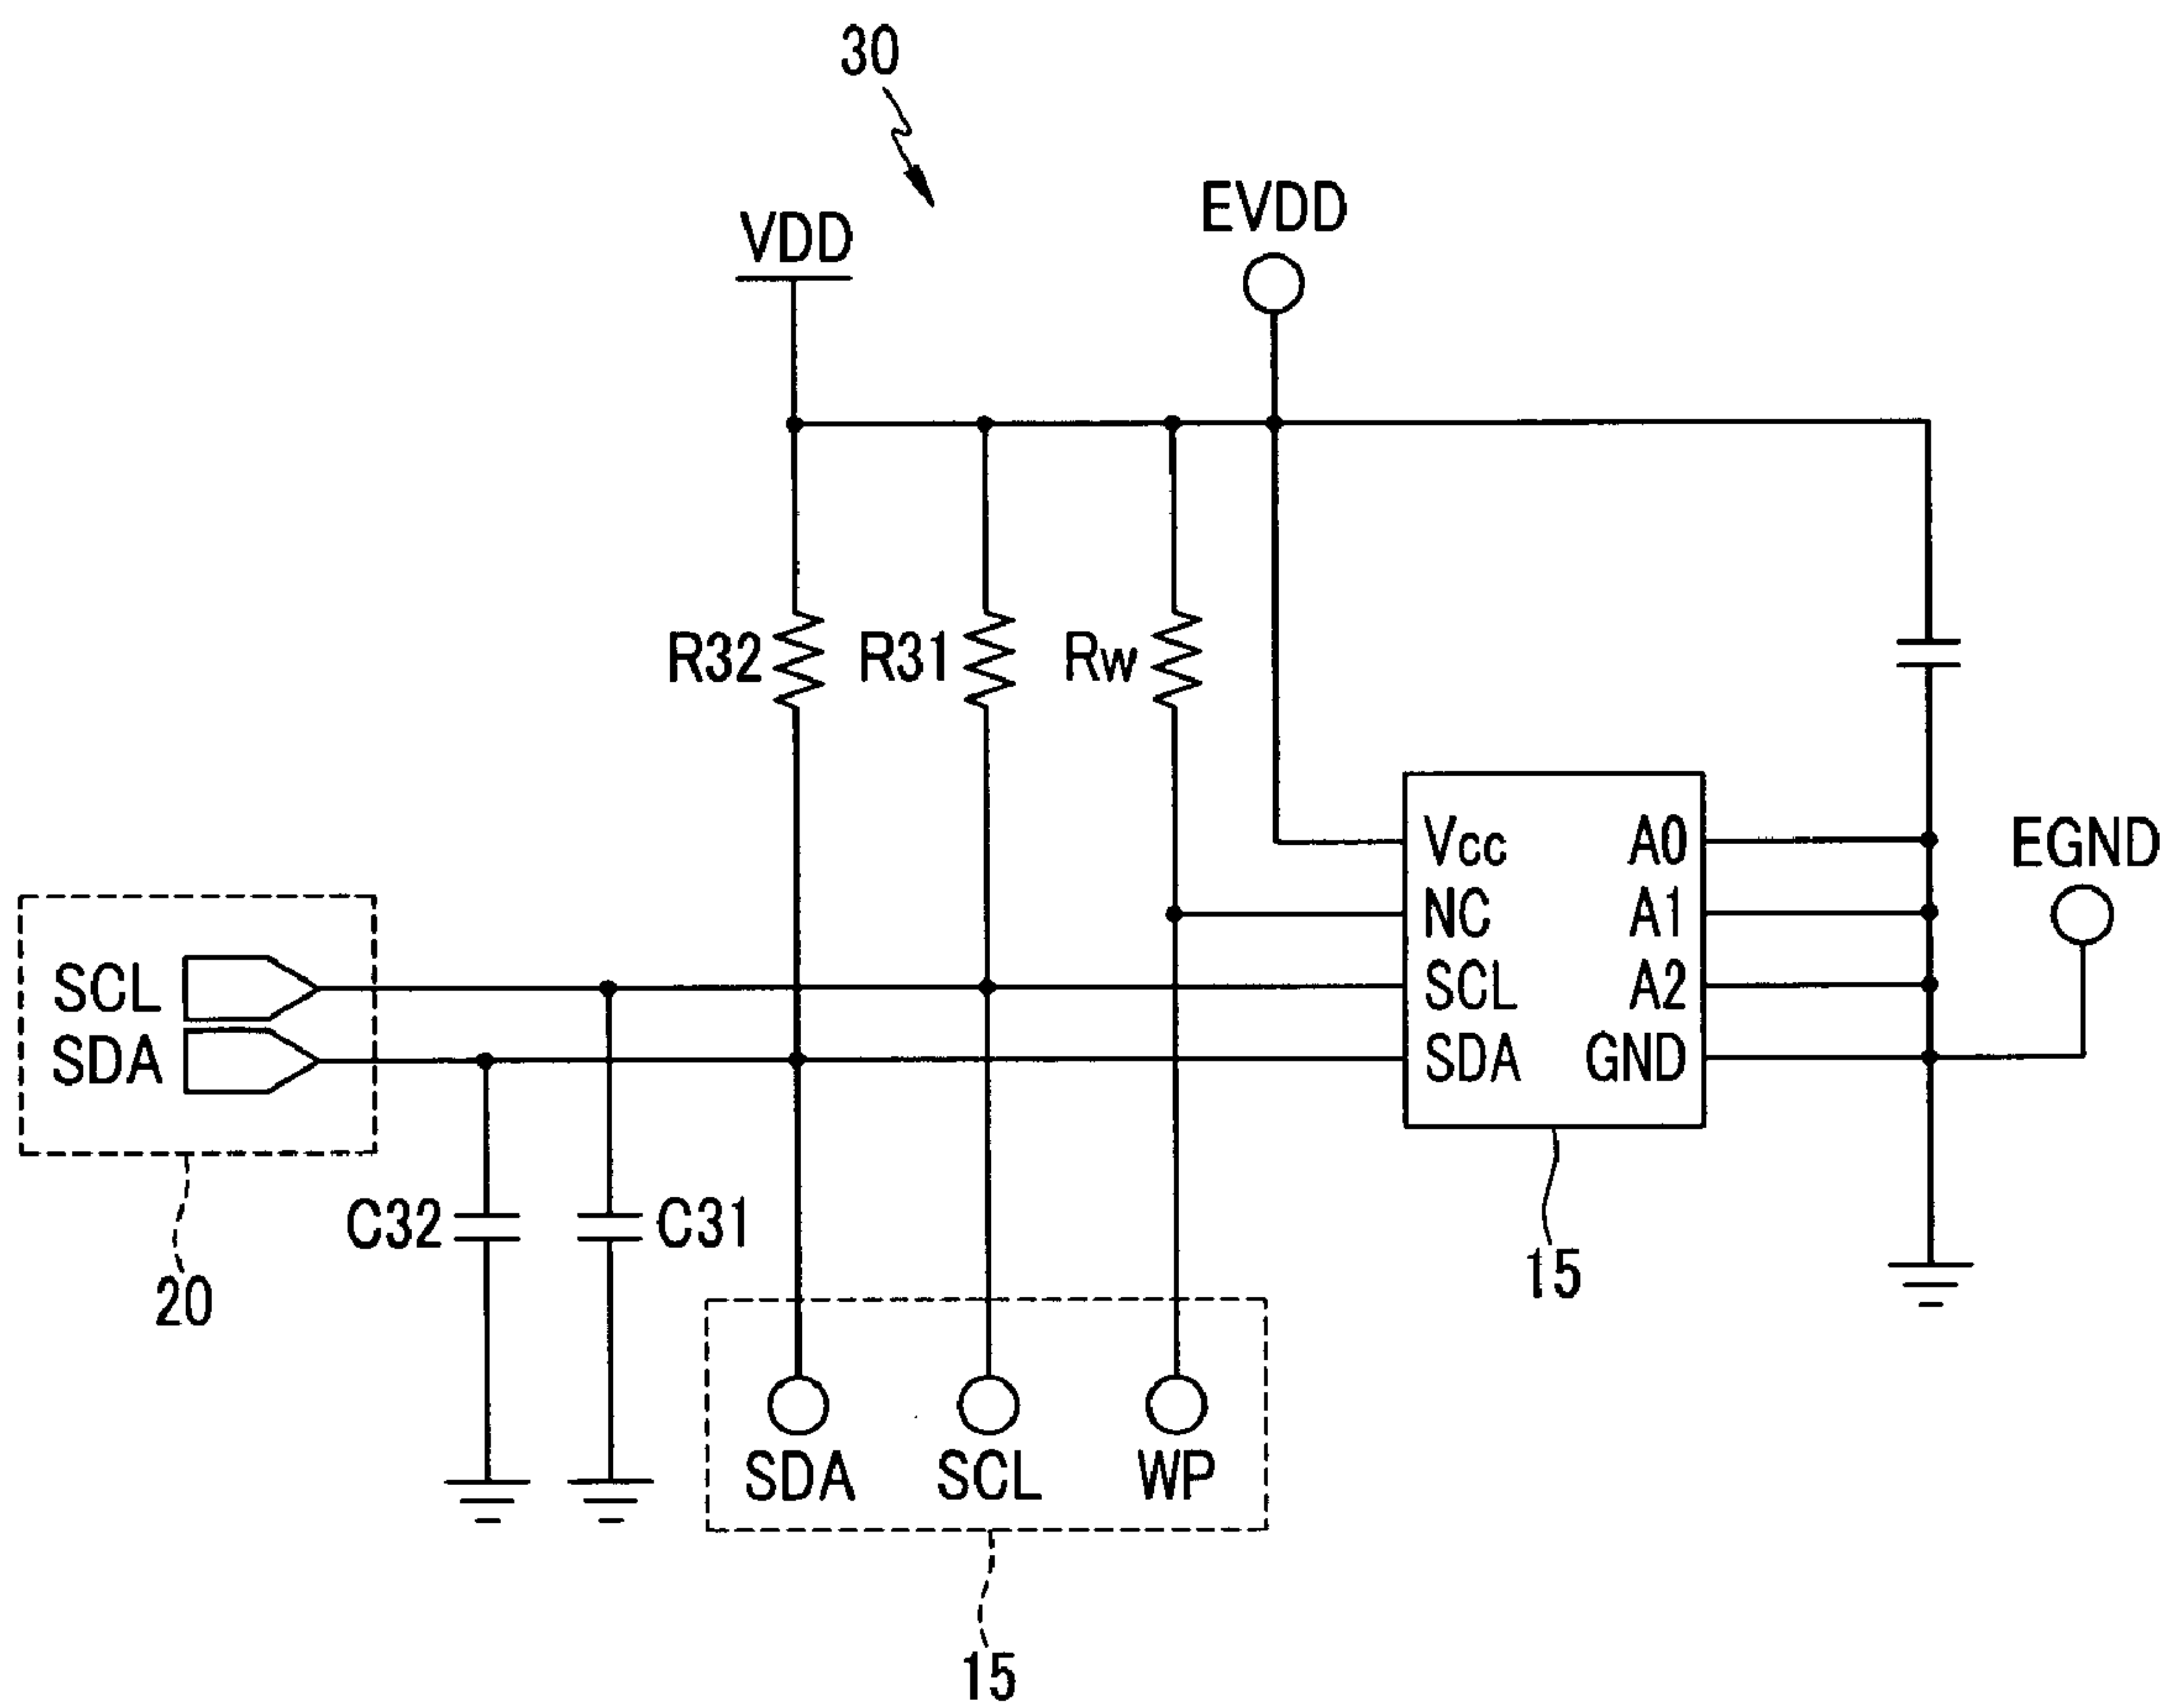 30
EVDD
VDD
R32
R31
Rw
Vcc
A0
EGND
NC
A1
SCL
SCL
A2
SDA
SDA
GND
C32
C31
15
20
SDA
SCL
WP
15